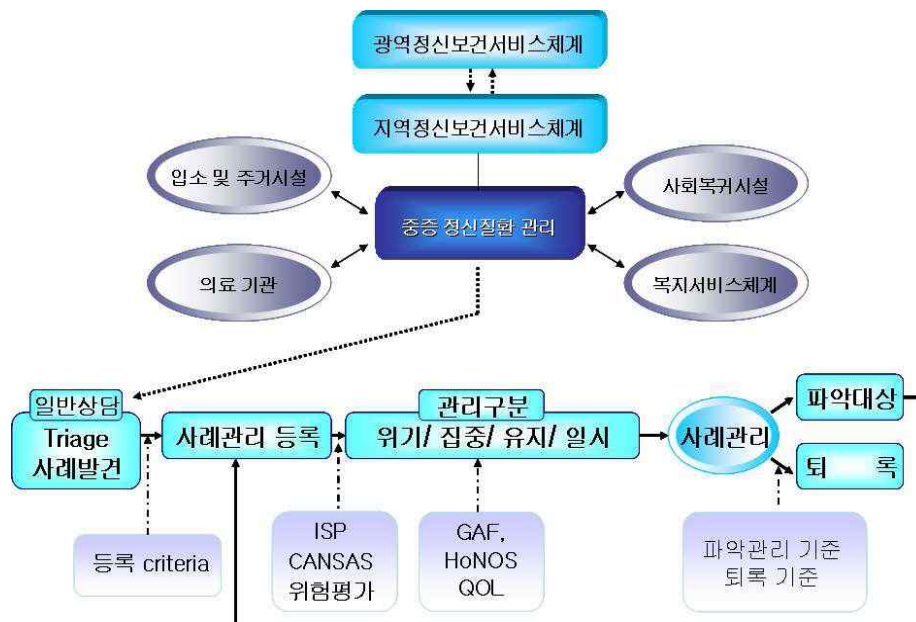 광역정신보건서비스체계
지역정신보건서비스체계
입소 및 주거시설
사회복귀시설
중증 정신질환 관리
의료 기관
복지서비스체계
일반상담
Triage
사례발견
사례관리 등록
관리구분
위기/ 집중/ 유지/ 일시
사례관리
파악대상
퇴 록
등록 criteria
ISP
CANSAS
위험평가
GAF,
HoNOS
QOL
파악관리 기준
퇴록 기준